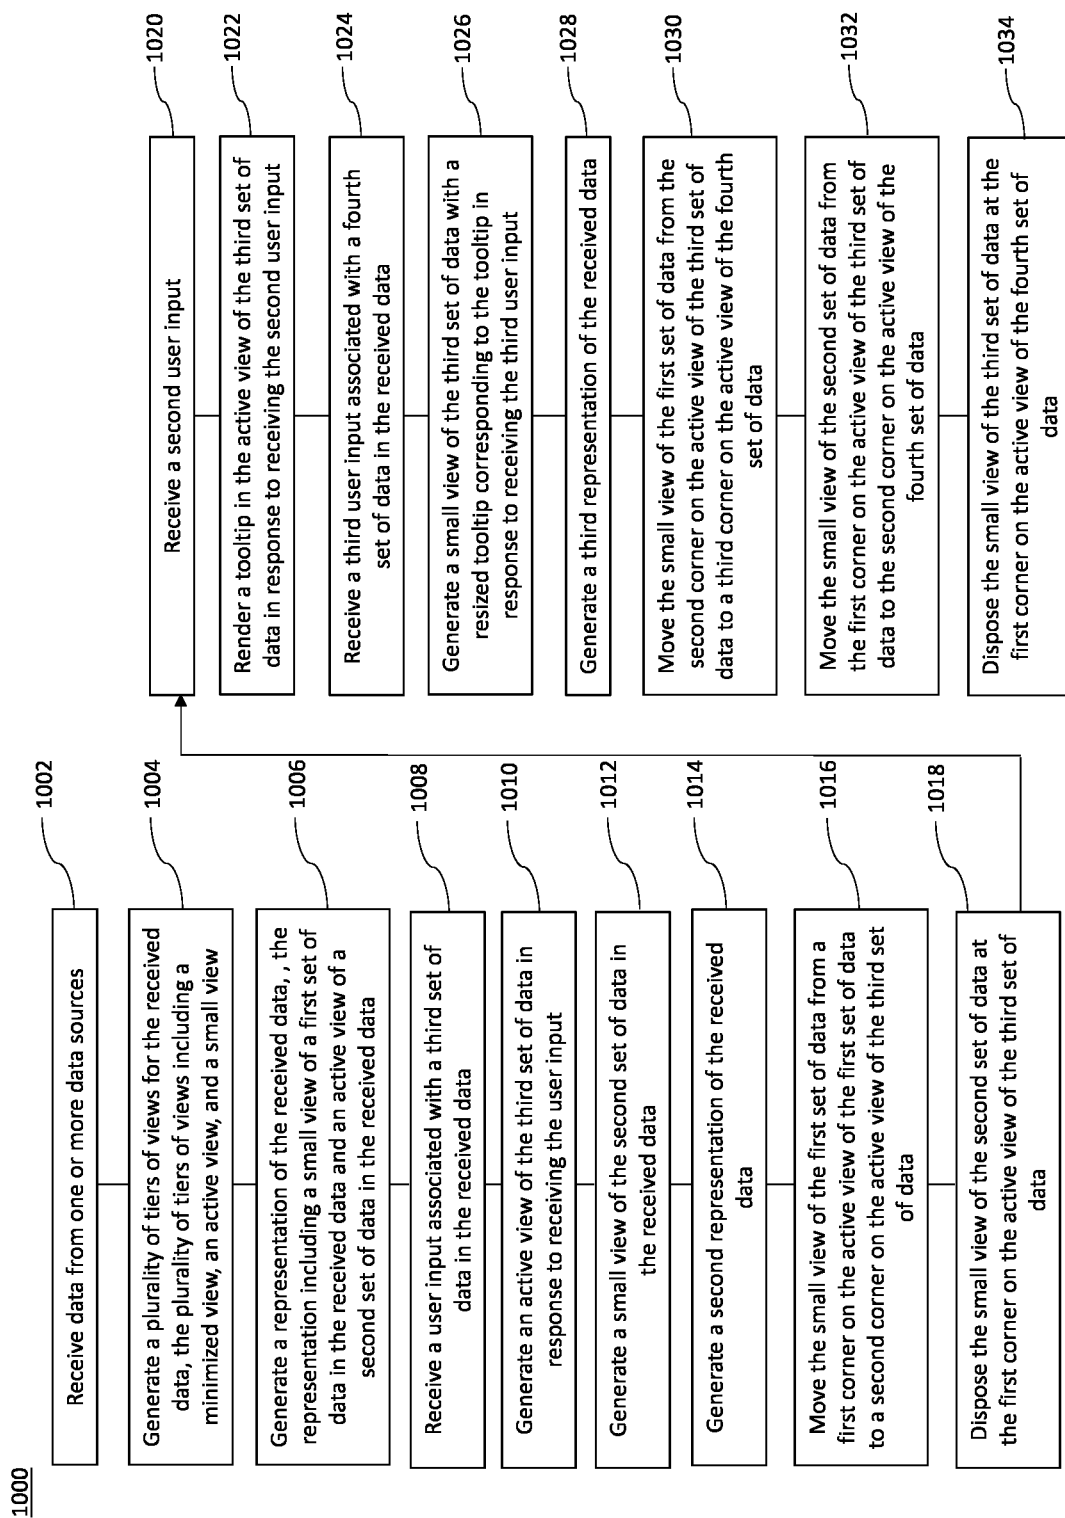 1000
Receive data from one or more data sources
1002
Generate a plurality of tiers of views for the received
data, the plurality of tiers of views including a
minimized view, an active view, and a small view
1004
Generate a representation of the received data, , the
representation including a small view of a first set of
data in the received data and an active view of a
second set of data in the received data
1006
Receive a user input associated with a third set of
data in the received data
1008
Generate an active view of the third set of data in
response to receiving the user input
1010
Generate a small view of the second set of data in
the received data
1012
Generate a second representation of the received
data
1014
Move the small view of the first set of data from a
first corner on the active view of the first set of data
to a second corner on the active view of the third set
of data
1016
Dispose the small view of the second set of data at
the first corner on the active view of the third set of
data
1018
Receive a second user input
1020
Render a tooltip in the active view of the third set of
data in response to receiving the second user input
1022
Receive a third user input associated with a fourth
set of data in the received data
1024
Generate a small view of the third set of data with a
resized tooltip corresponding to the tooltip in
response to receiving the third user input
1026
Generate a third representation of the received data
1028
Move the small view of the first set of data from the
second corner on the active view of the third set of
data to a third corner on the active view of the fourth
set of data
1030
Move the small view of the second set of data from
the first corner on the active view of the third set of
data to the second corner on the active view of the
fourth set of data
1032
Dispose the small view of the third set of data at the
first corner on the active view of the fourth set of
data
1034